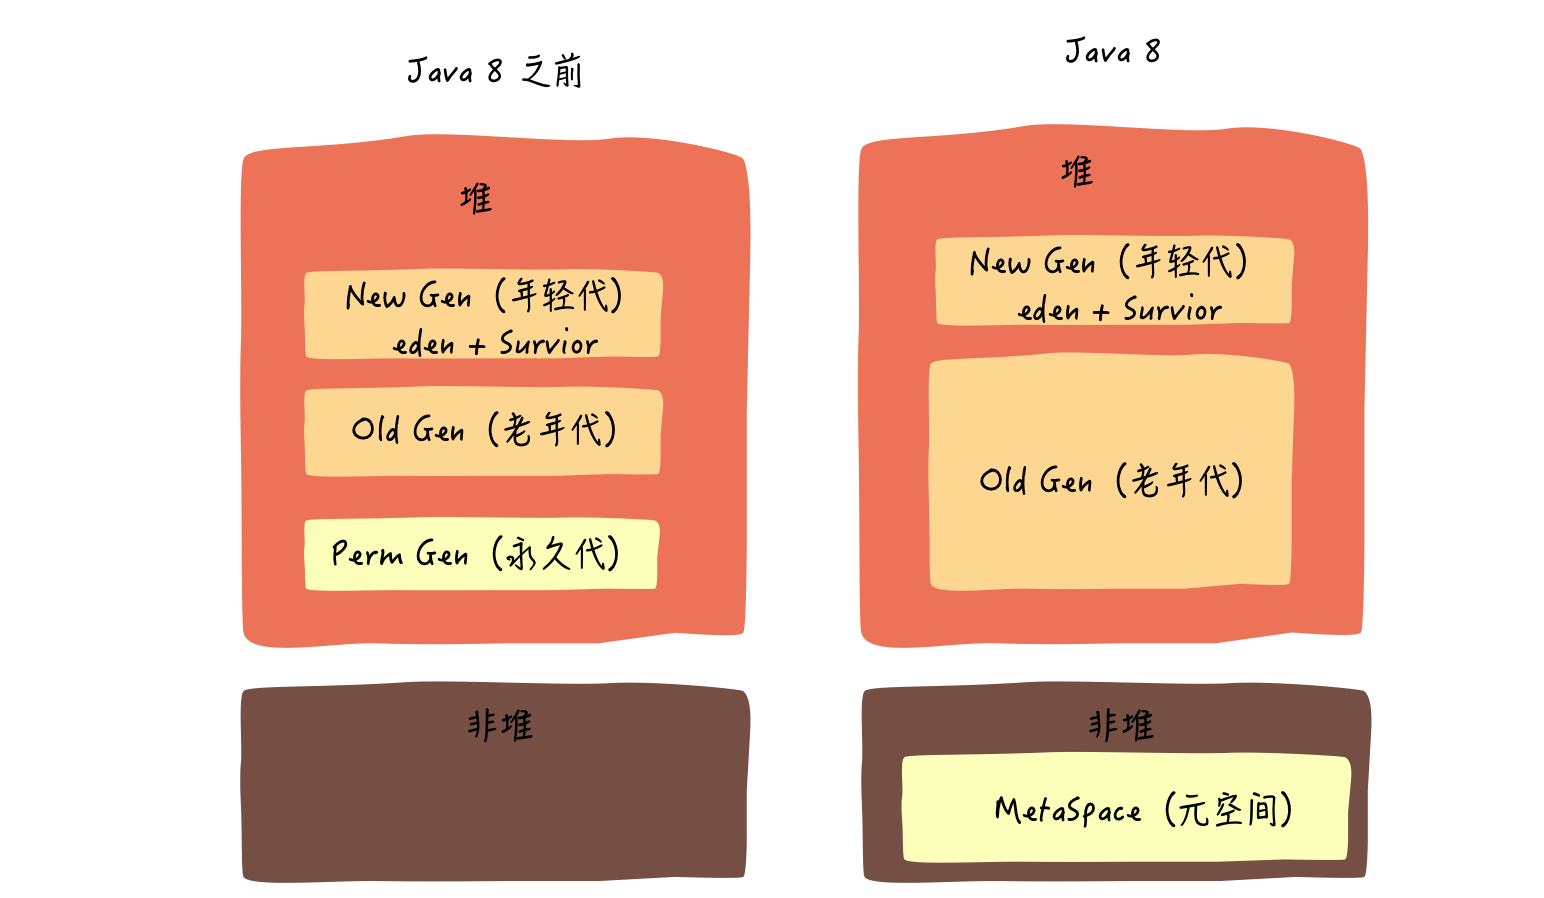 Java 8 之前
堆
New Gen（年轻代）
eden + Survior
Old Gen（老年代）
Perm Gen（永久代）
非堆
Java 8
堆
New Gen（年轻代）
eden + Survior
Old Gen（老年代）
非堆
MetaSpace（元空间）